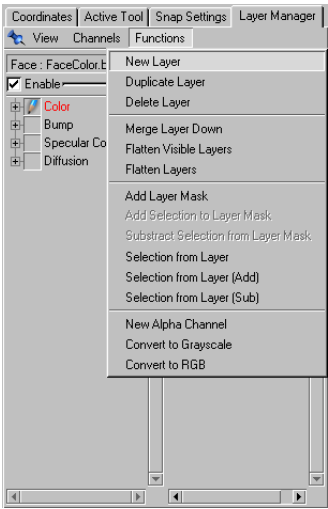 Coordinates Active Tool Snap Settings Layer Manager
View Channels Functions
Face : FaceColor.b
Enable
Color
Bump
Specular Co
Diffusion
New Layer
Duplicate Layer
Delete Layer
Merge Layer Down
Flatten Visible Layers
Flatten Layers
Add Layer Mask
Add Selection to Layer Mask
Substract Selection from Layer Mask
Selection from Layer
Selection from Layer (Add)
Selection from Layer (Sub)
New Alpha Channel
Convert to Grayscale
Convert to RGB